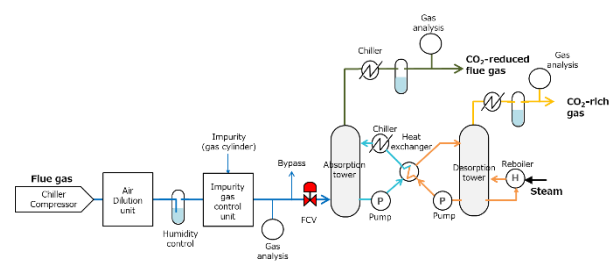 Gas
analysis
Chiller
CO₂-reduced
flue gas
Gas
analysis
CO₂-rich
gas
Impurity
(gas cylinder)
Chiller
Heat
exchanger
Bypass
Flue gas
Chiller
Compressor
Air
Dilution
unit
Humidity
control
Impurity
gas
control
unit
Gas
analysis
FCV
Absorption
tower
P
Pump
P
Pump
Desorption
tower
Reboiler
H
Steam